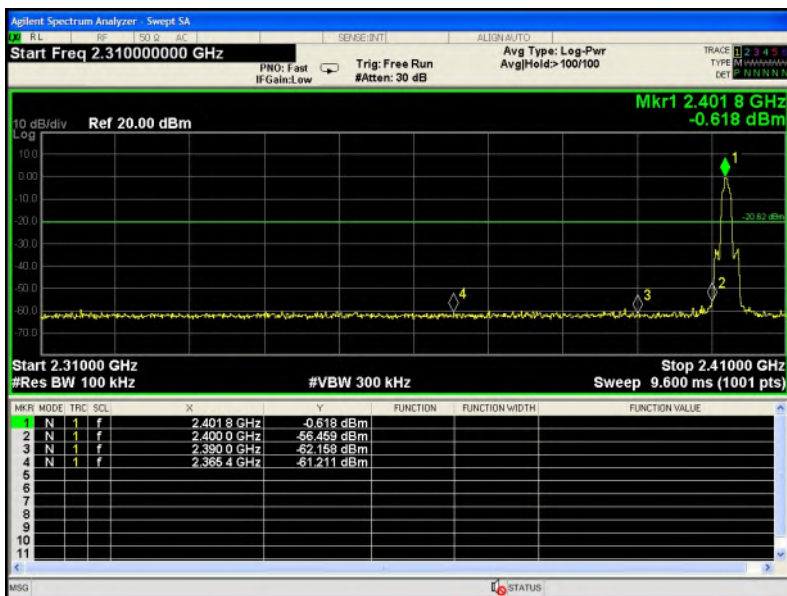 Agilent Spectrum Analyzer - Swept SA
RL RF 50 Ω AC SENSE:INT ALIGN AUTO
Start Freq 2.310000000 GHz
PNO: Fast
IFGain:Low
Trig: Free Run
#Atten: 30 dB
Avg Type: Log-Pwr
Avg|Hold:>100/100
TRACE 1 2 3 4 5 6
TYPE M
DET P N N N N N
Mkr1 2.401 8 GHz
-0.618 dBm
10 dB/div Ref 20.00 dBm
Log
10.0
0.00
-10.0
-20.0
-20.62 dBm
-30.0
-40.0
-50.0
-60.0
-70.0
1
2
3
4
Start 2.31000 GHz Stop 2.41000 GHz
#Res BW 100 kHz #VBW 300 kHz Sweep 9.600 ms (1001 pts)
MKR MODE TRC SCL X Y FUNCTION FUNCTION WIDTH FUNCTION VALUE
1 N 1 f 2.401 8 GHz -0.618 dBm
2 N 1 f 2.400 0 GHz -56.459 dBm
3 N 1 f 2.390 0 GHz -62.158 dBm
4 N 1 f 2.365 4 GHz -61.211 dBm
5
6
7
8
9
10
11
MSG STATUS